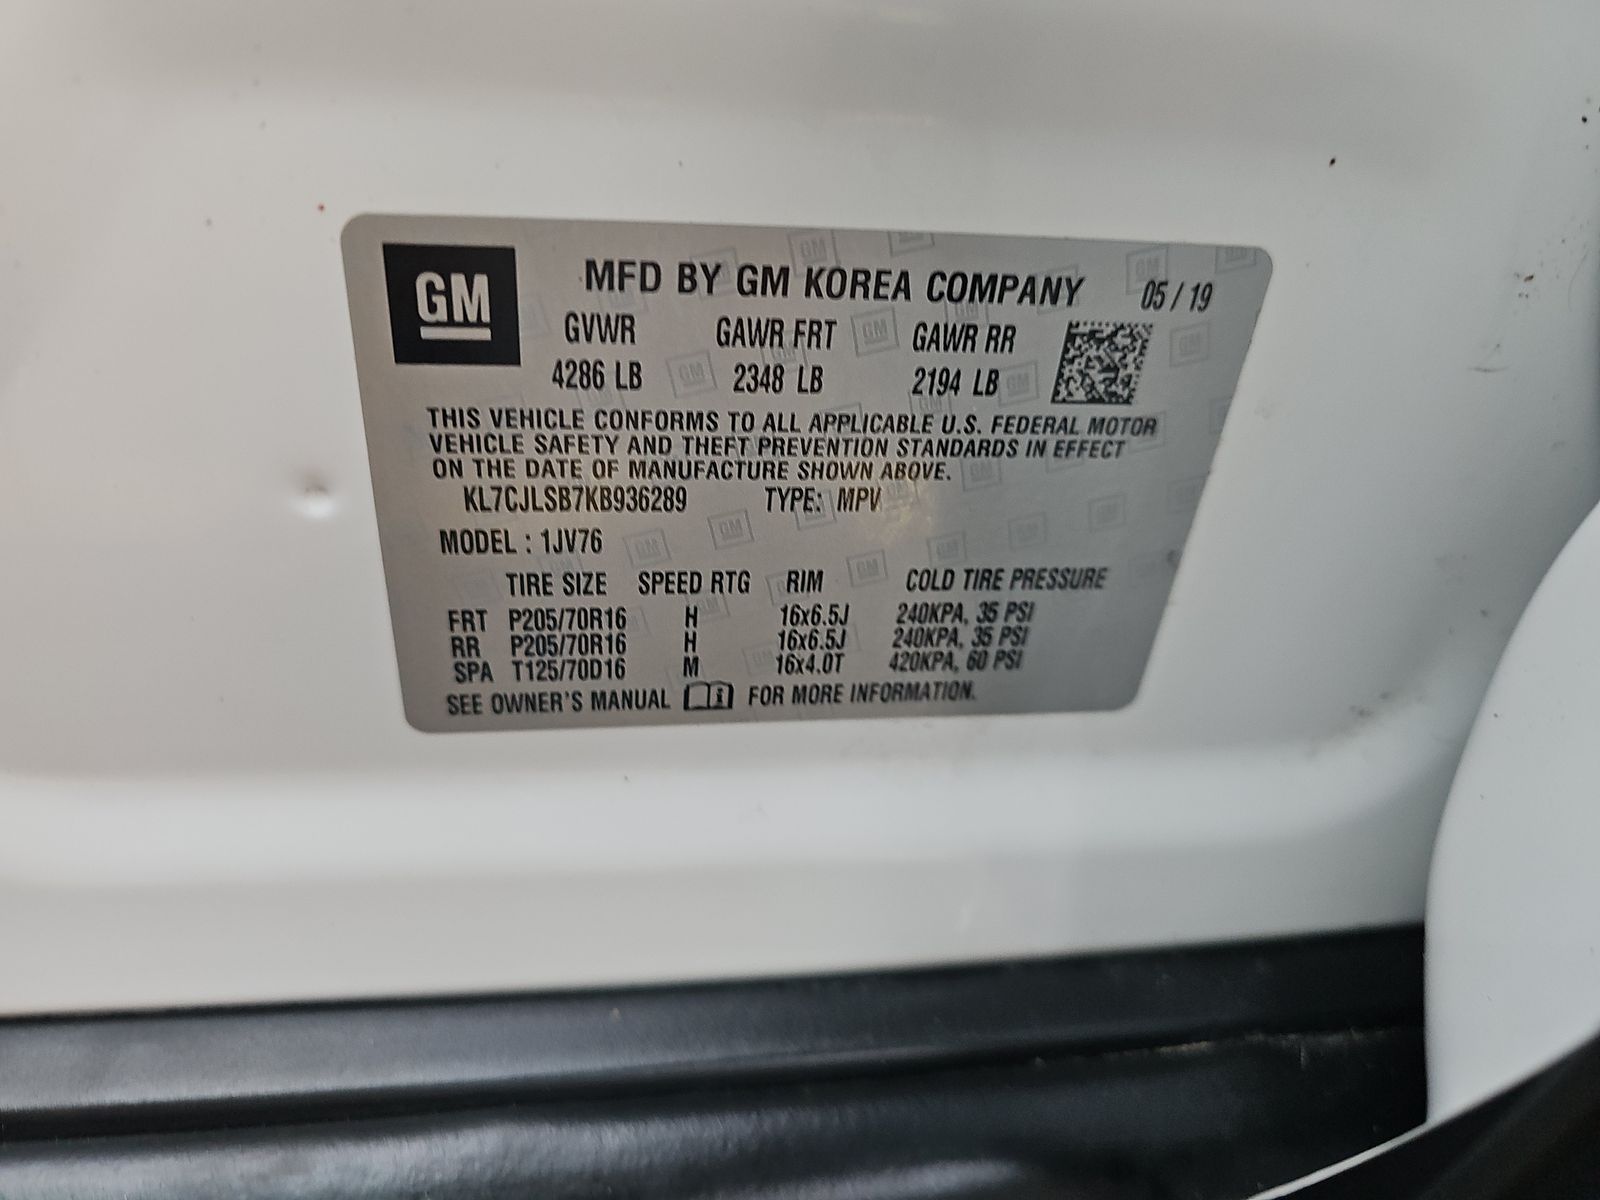 GM
MFD BY GM KOREA COMPANY 05 / 19
GVWR GAWR FRT GAWR RR
4286 LB 2348 LB 2194 LB
THIS VEHICLE CONFORMS TO ALL APPLICABLE U.S. FEDERAL MOTOR
VEHICLE SAFETY AND THEFT PREVENTION STANDARDS IN EFFECT
ON THE DATE OF MANUFACTURE SHOWN ABOVE.
KL7CJLSB7KB936289 TYPE: MPV
MODEL : 1JV76
TIRE SIZE SPEED RTG RIM COLD TIRE PRESSURE
FRT P205/70R16 H 16x6.5J 240KPA, 35 PSI
RR P205/70R16 H 16x6.5J 240KPA, 35 PSI
SPA T125/70D16 M 16x4.0T 420KPA, 60 PSI
SEE OWNER'S MANUAL FOR MORE INFORMATION.